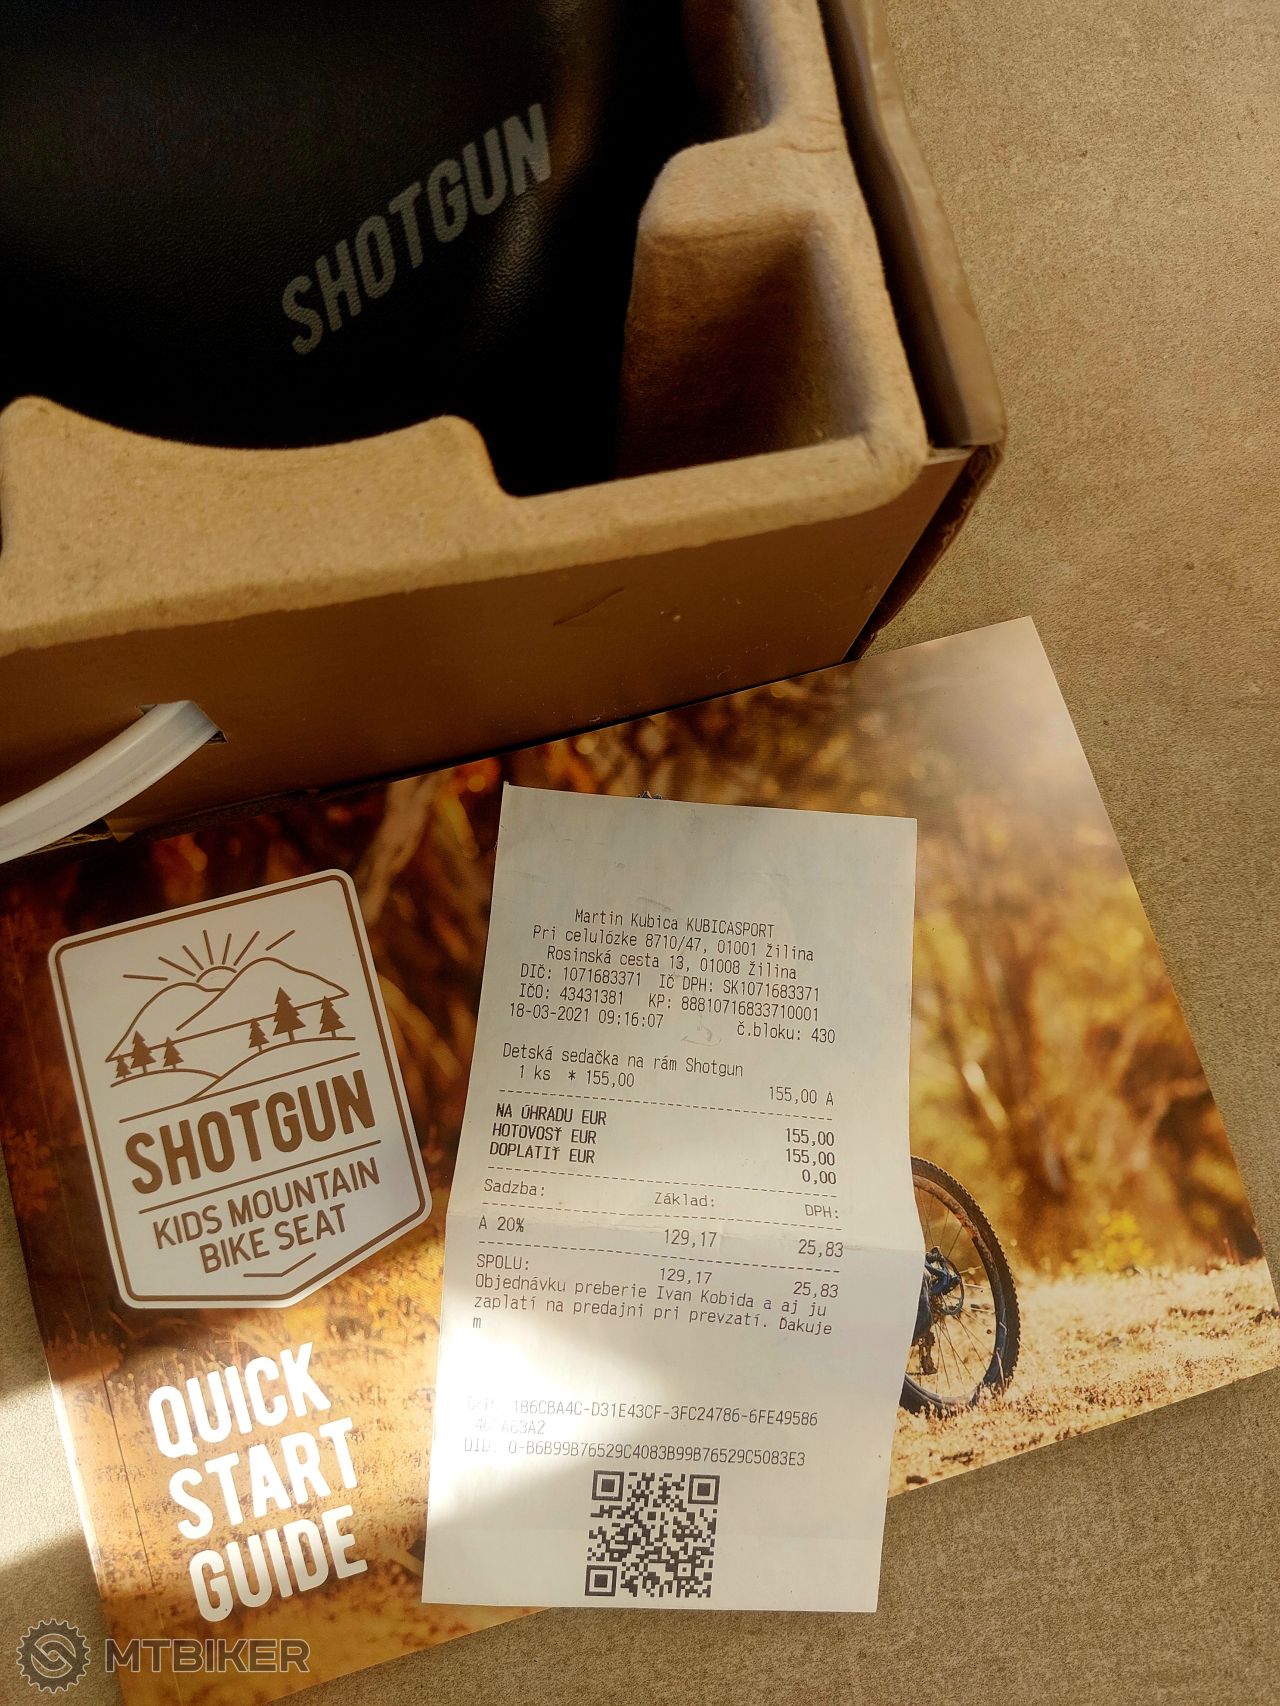 SHOTGUN
SHOTGUN
KIDS MOUNTAIN
BIKE SEAT
QUICK
START
GUIDE
Martin Kubica KUBICASPORT
Pri celulózke 8710/47, 01001 Žilina
Rosinská cesta 13, 01008 Žilina
DIČ: 1071683371 IČ DPH: SK1071683371
IČO: 43431381 KP: 88810716833710001
18-03-2021 09:16:07 č.bloku: 430
Detská sedačka na rám Shotgun
1 ks * 155,00 155,00 A
NA ÚHRADU EUR 155,00
HOTOVOSŤ EUR 155,00
DOPLATIŤ EUR 0,00
Sadzba: Základ: DPH:
A 20% 129,17 25,83
SPOLU: 129,17 25,83
Objednávku preberie Ivan Kobida a aj ju
zaplatí na predajni pri prevzatí. Ďakuje
m
186C8A4C-D31E43CF-3FC24786-6FE49586
UID: O-B6B99B76529C4083B99B76529C5083E3
MTBIKER